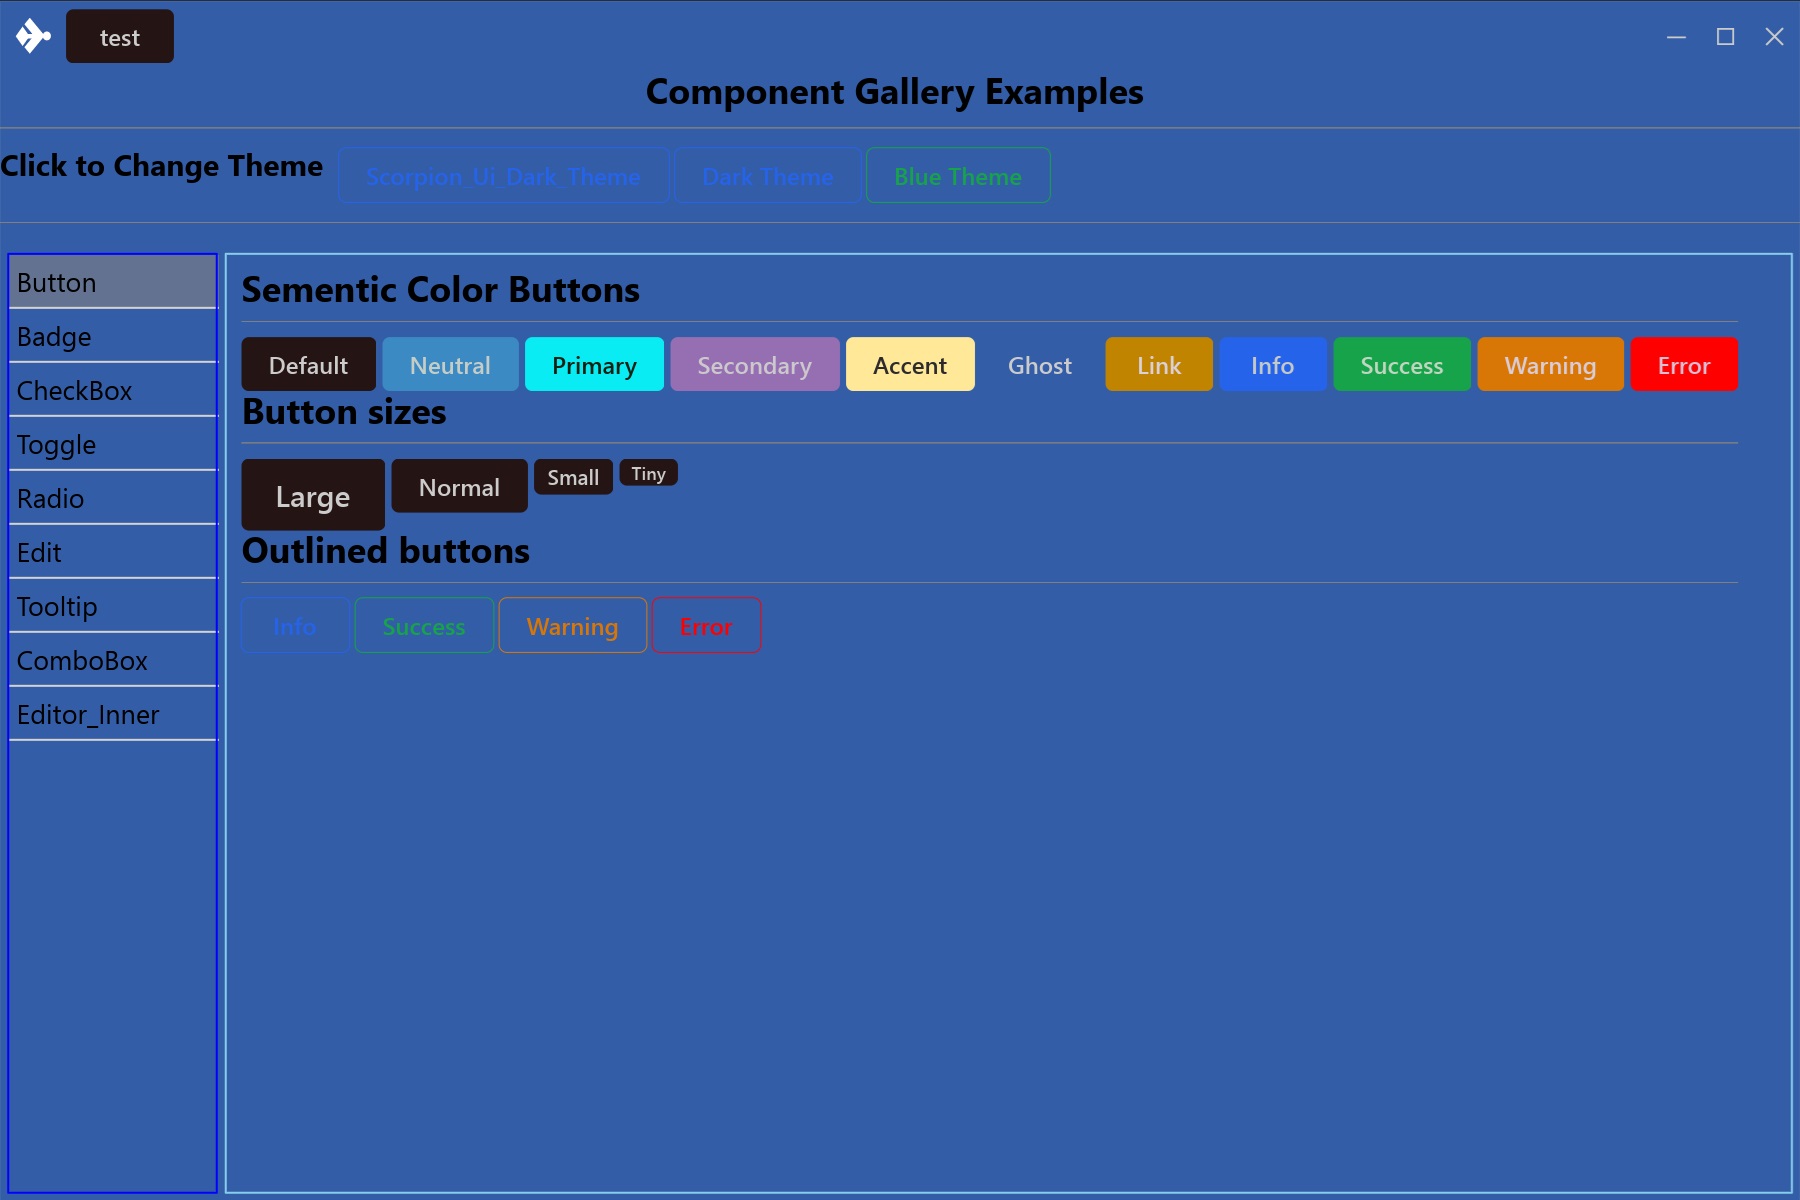 test
Component Gallery Examples
Click to Change Theme Scorpion_Ui_Dark_Theme Dark Theme Blue Theme
Button
Badge
CheckBox
Toggle
Radio
Edit
Tooltip
ComboBox
Editor_Inner
Sementic Color Buttons
Default Neutral Primary Secondary Accent Ghost Link Info Success Warning Error
Button sizes
Large Normal Small Tiny
Outlined buttons
Info Success Warning Error